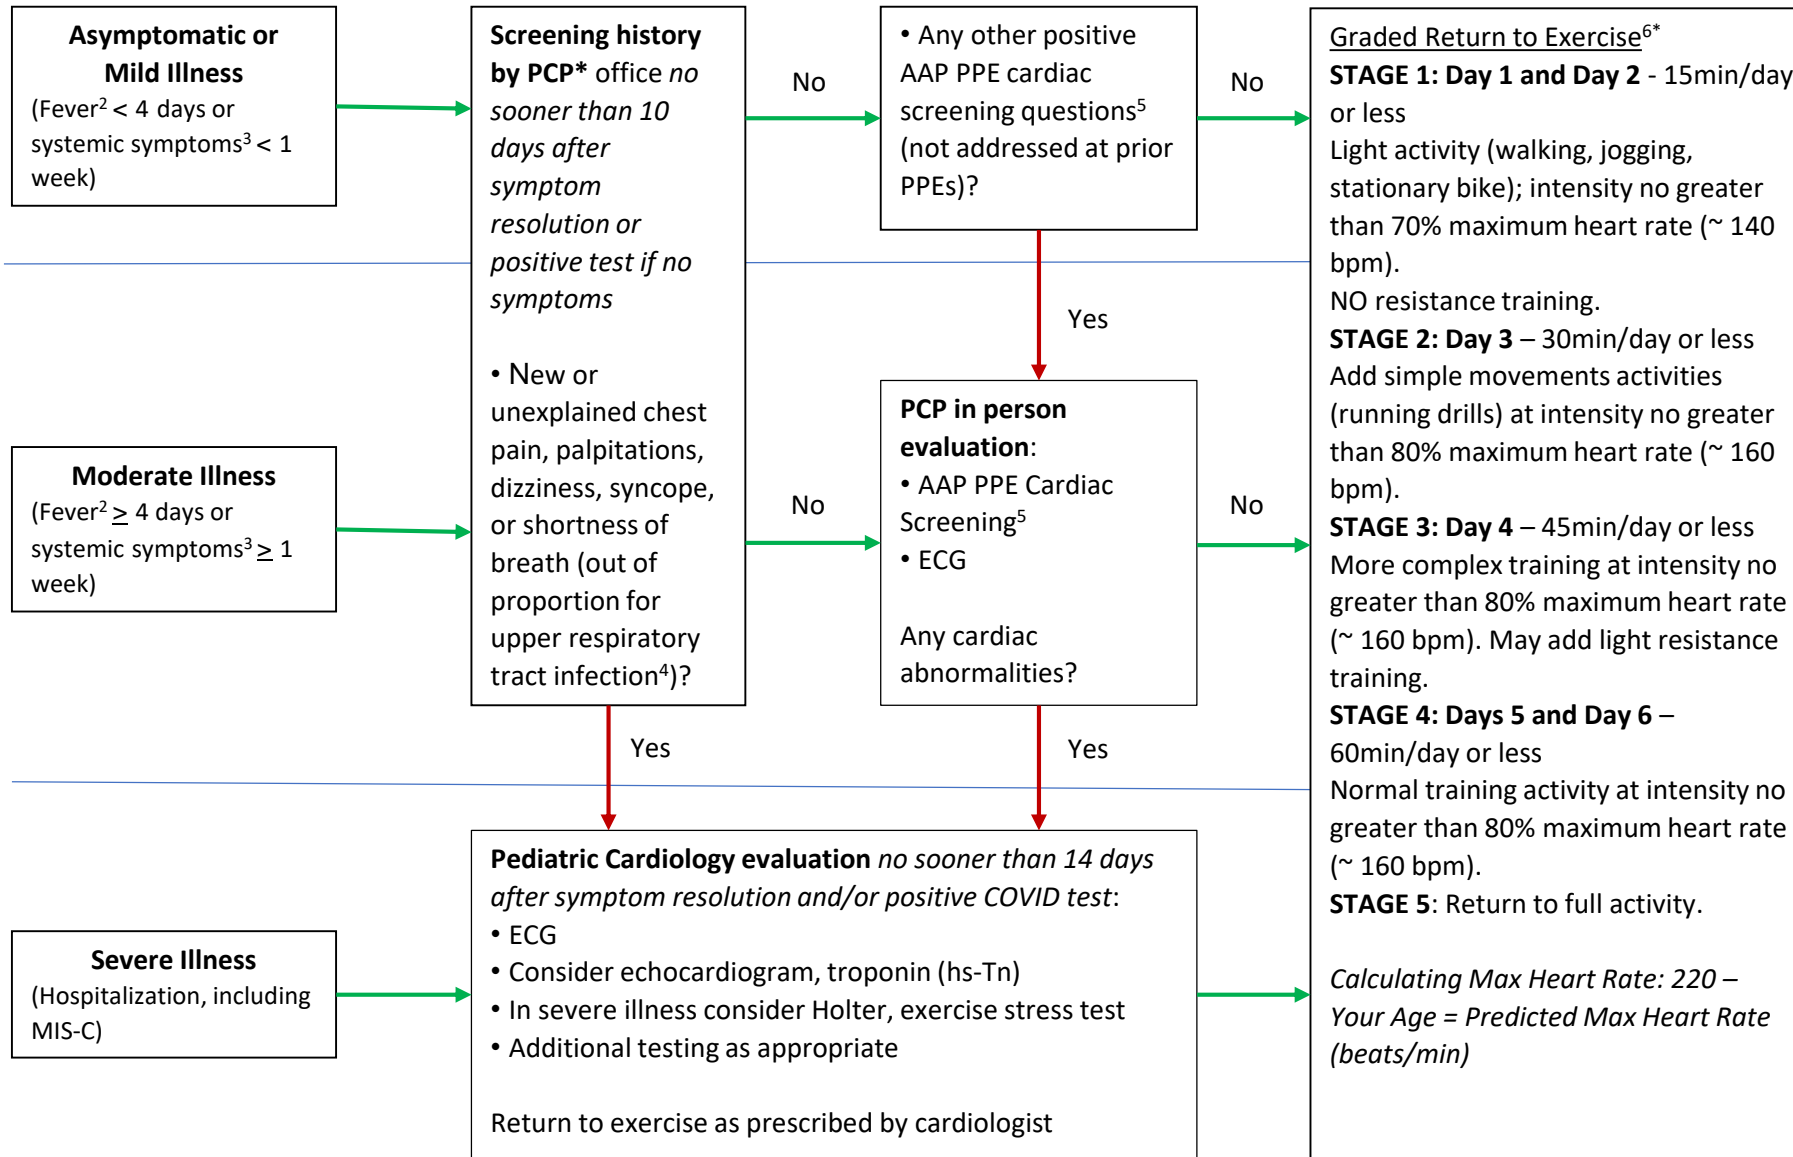 Asymptomatic or
Mild Illness
(Fever2 < 4 days or
systemic symptoms3 < 1
week)
Screening history
by PCP* office no
sooner than 10
days after
symptom
resolution or
positive test if no
symptoms
• New or
unexplained chest
pain, palpitations,
dizziness, syncope,
or shortness of
breath (out of
proportion for
upper respiratory
tract infection4)?
No
• Any other positive
AAP PPE cardiac
screening questions5
(not addressed at prior
PPEs)?
No
Yes
Moderate Illness
(Fever2 ≥ 4 days or
systemic symptoms3 ≥ 1
week)
No
PCP in person
evaluation:
• AAP PPE Cardiac
Screening5
• ECG
Any cardiac
abnormalities?
No
Yes
Yes
Severe Illness
(Hospitalization, including
MIS-C)
Pediatric Cardiology evaluation no sooner than 14 days
after symptom resolution and/or positive COVID test:
• ECG
• Consider echocardiogram, troponin (hs-Tn)
• In severe illness consider Holter, exercise stress test
• Additional testing as appropriate
Return to exercise as prescribed by cardiologist
Graded Return to Exercise6*
STAGE 1: Day 1 and Day 2 - 15min/day
or less
Light activity (walking, jogging,
stationary bike); intensity no greater
than 70% maximum heart rate (~ 140
bpm).
NO resistance training.
STAGE 2: Day 3 – 30min/day or less
Add simple movements activities
(running drills) at intensity no greater
than 80% maximum heart rate (~ 160
bpm).
STAGE 3: Day 4 – 45min/day or less
More complex training at intensity no
greater than 80% maximum heart rate
(~ 160 bpm). May add light resistance
training.
STAGE 4: Days 5 and Day 6 –
60min/day or less
Normal training activity at intensity no
greater than 80% maximum heart rate
(~ 160 bpm).
STAGE 5: Return to full activity.
Calculating Max Heart Rate: 220 –
Your Age = Predicted Max Heart Rate
(beats/min)